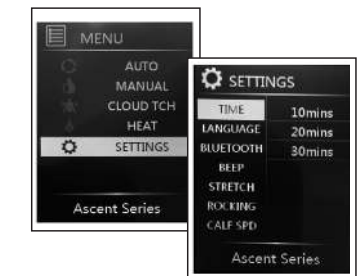 MENU
AUTO
MANUAL
CLOUD TCH
HEAT
SETTINGS
Ascent Series
SETTINGS
TIME 10mins
LANGUAGE 20mins
BLUETOOTH 30mins
BEEP
STRETCH
ROCKING
CALF SPD
Ascent Series